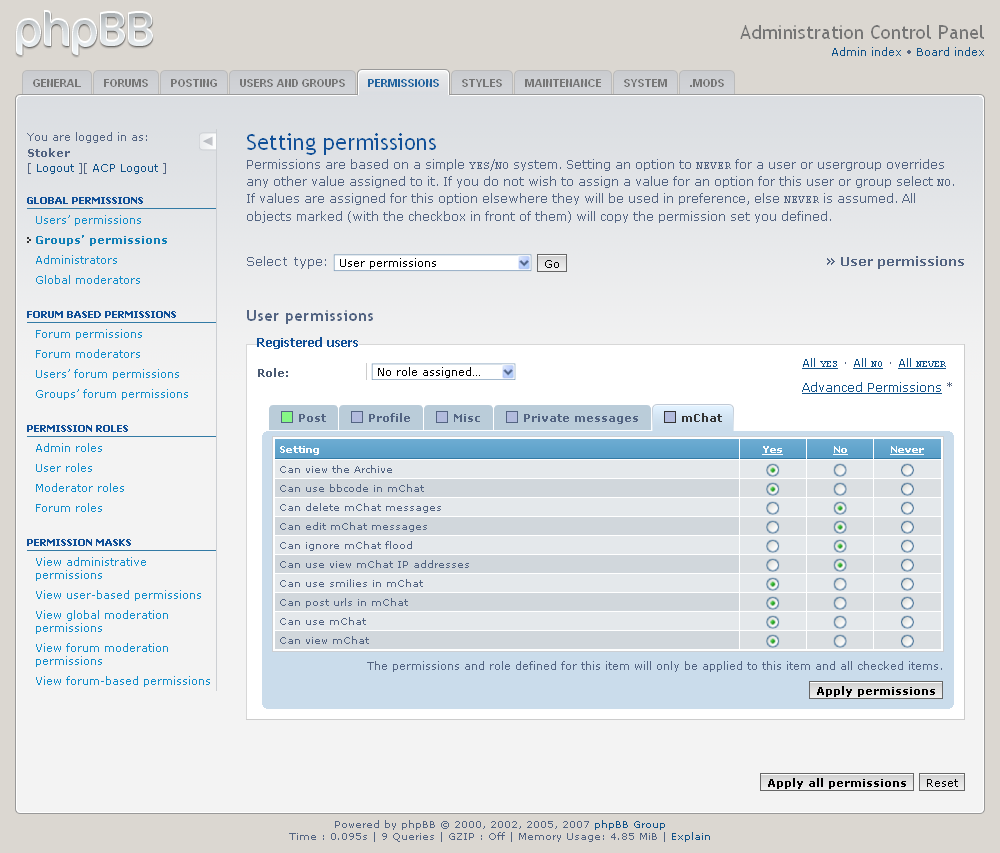 phpBB
Administration Control Panel
Admin index • Board index
GENERAL FORUMS POSTING USERS AND GROUPS PERMISSIONS STYLES MAINTENANCE SYSTEM .MODS
You are logged in as:
Stoker
[ Logout ][ ACP Logout ]
GLOBAL PERMISSIONS
Users’ permissions
Groups’ permissions
Administrators
Global moderators
FORUM BASED PERMISSIONS
Forum permissions
Forum moderators
Users’ forum permissions
Groups’ forum permissions
PERMISSION ROLES
Admin roles
User roles
Moderator roles
Forum roles
PERMISSION MASKS
View administrative
permissions
View user-based permissions
View global moderation
permissions
View forum moderation
permissions
View forum-based permissions
Setting permissions
Permissions are based on a simple YES/NO system. Setting an option to NEVER for a user or usergroup overrides
any other value assigned to it. If you do not wish to assign a value for an option for this user or group select NO.
If values are assigned for this option elsewhere they will be used in preference, else NEVER is assumed. All
objects marked (with the checkbox in front of them) will copy the permission set you defined.
Select type: User permissions Go » User permissions
User permissions
Registered users
Role: No role assigned...
All YES · All NO · All NEVER
Advanced Permissions *
Post Profile Misc Private messages mChat
Setting Yes No Never
Can view the Archive
Can use bbcode in mChat
Can delete mChat messages
Can edit mChat messages
Can ignore mChat flood
Can use view mChat IP addresses
Can use smilies in mChat
Can post urls in mChat
Can use mChat
Can view mChat
The permissions and role defined for this item will only be applied to this item and all checked items.
Apply permissions
Apply all permissions Reset
Powered by phpBB © 2000, 2002, 2005, 2007 phpBB Group
Time : 0.095s | 9 Queries | GZIP : Off | Memory Usage: 4.85 MiB | Explain